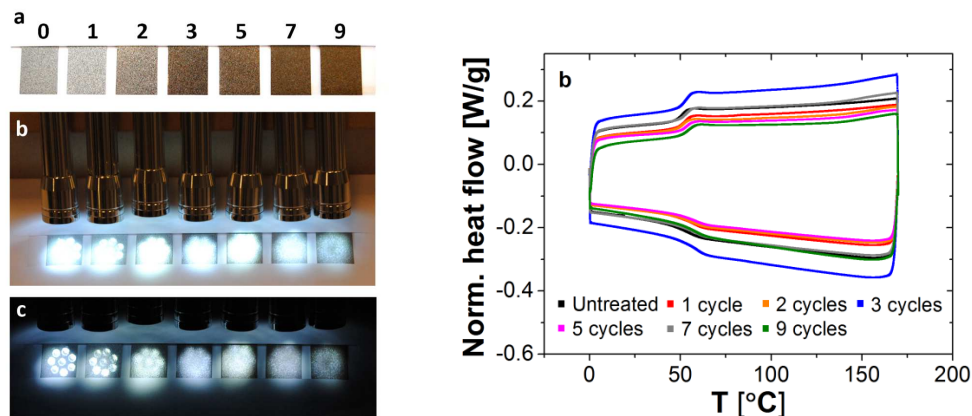 a
0 1 2 3 5 7 9
b
c
b
Norm. heat flow [W/g]
0.2
0.0
-0.2
-0.4
-0.6
Untreated 1 cycle 2 cycles 3 cycles
5 cycles 7 cycles 9 cycles
0 50 100 150 200
T [°C]